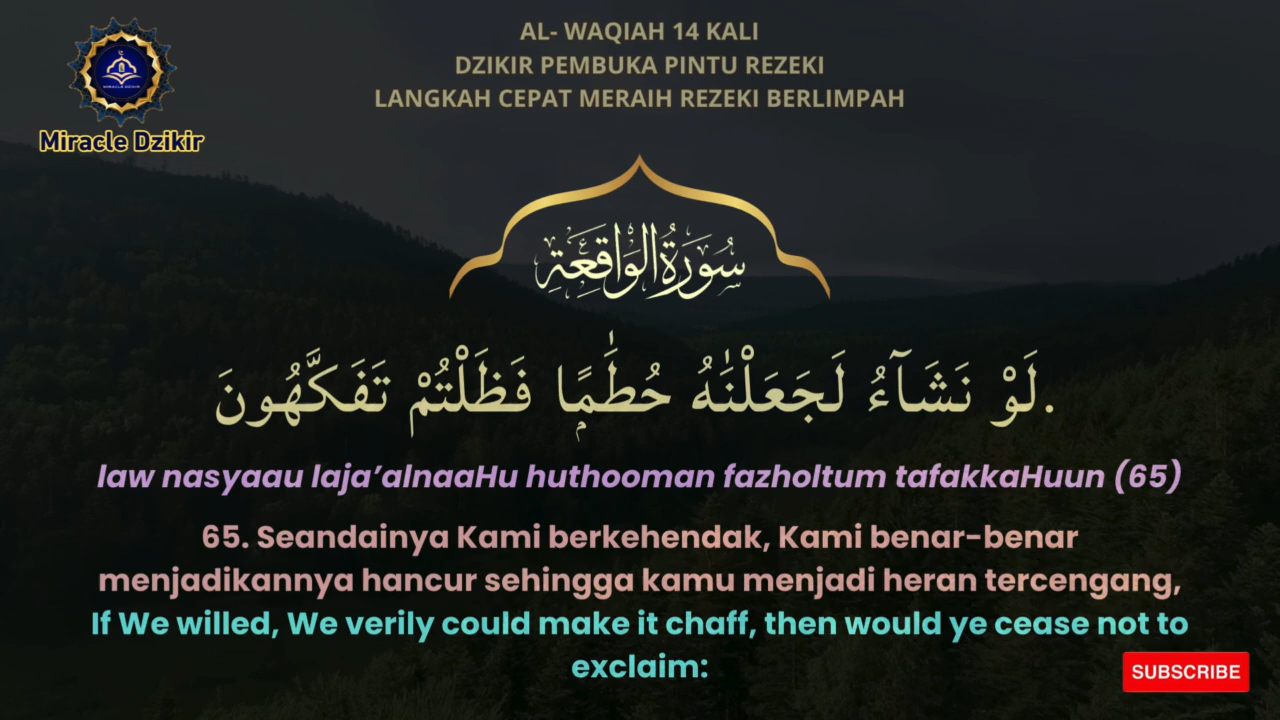 AL- WAQIAH 14 KALI
DZIKIR PEMBUKA PINTU REZEKI
LANGKAH CEPAT MERAIH REZEKI BERLIMPAH
Miracle Dzikir
سُورَةُ الوَاقِعَةِ
لَوْ نَشَآءُ لَجَعَلْنَٰهُ حُطَٰمًۭا فَظَلْتُمْ تَفَكَّهُونَ.
law nasyaau laja’alnaaHu huthooman fazholtum tafakkaHuun (65)
65. Seandainya Kami berkehendak, Kami benar-benar
menjadikannya hancur sehingga kamu menjadi heran tercengang,
If We willed, We verily could make it chaff, then would ye cease not to
exclaim:
SUBSCRIBE